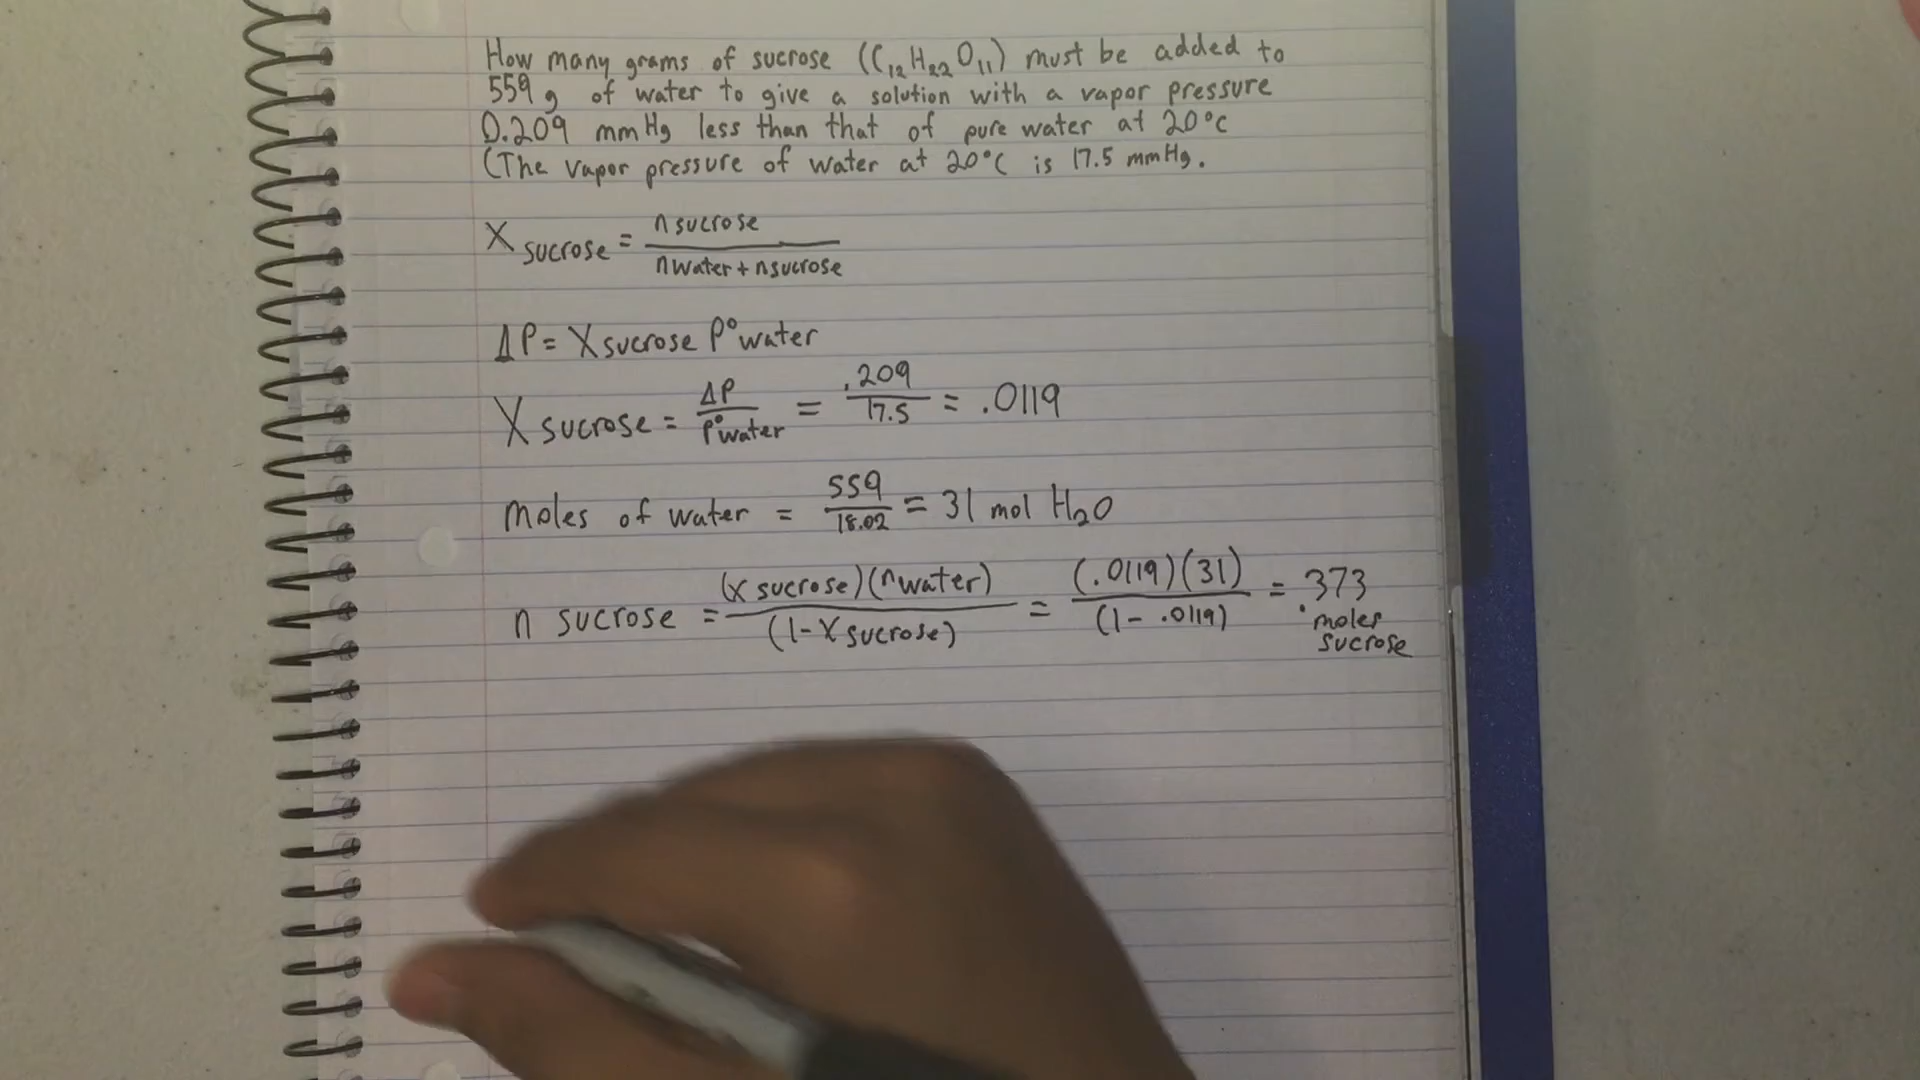 How many grams of sucrose (C12H22O11) must be added to
559 g of water to give a solution with a vapor pressure
0.209 mmHg less than that of pure water at 20°C
(The vapor pressure of water at 20°C is 17.5 mmHg.
X sucrose = n sucrose / n water + n sucrose
ΔP = X sucrose P° water
X sucrose = ΔP / P° water = .209 / 17.5 = .0119
moles of water = 559 / 18.02 = 31 mol H2O
n sucrose = (x sucrose)(n water) / (1 - X sucrose) = (.0119)(31) / (1 - .0119) = .373
moles
sucrose